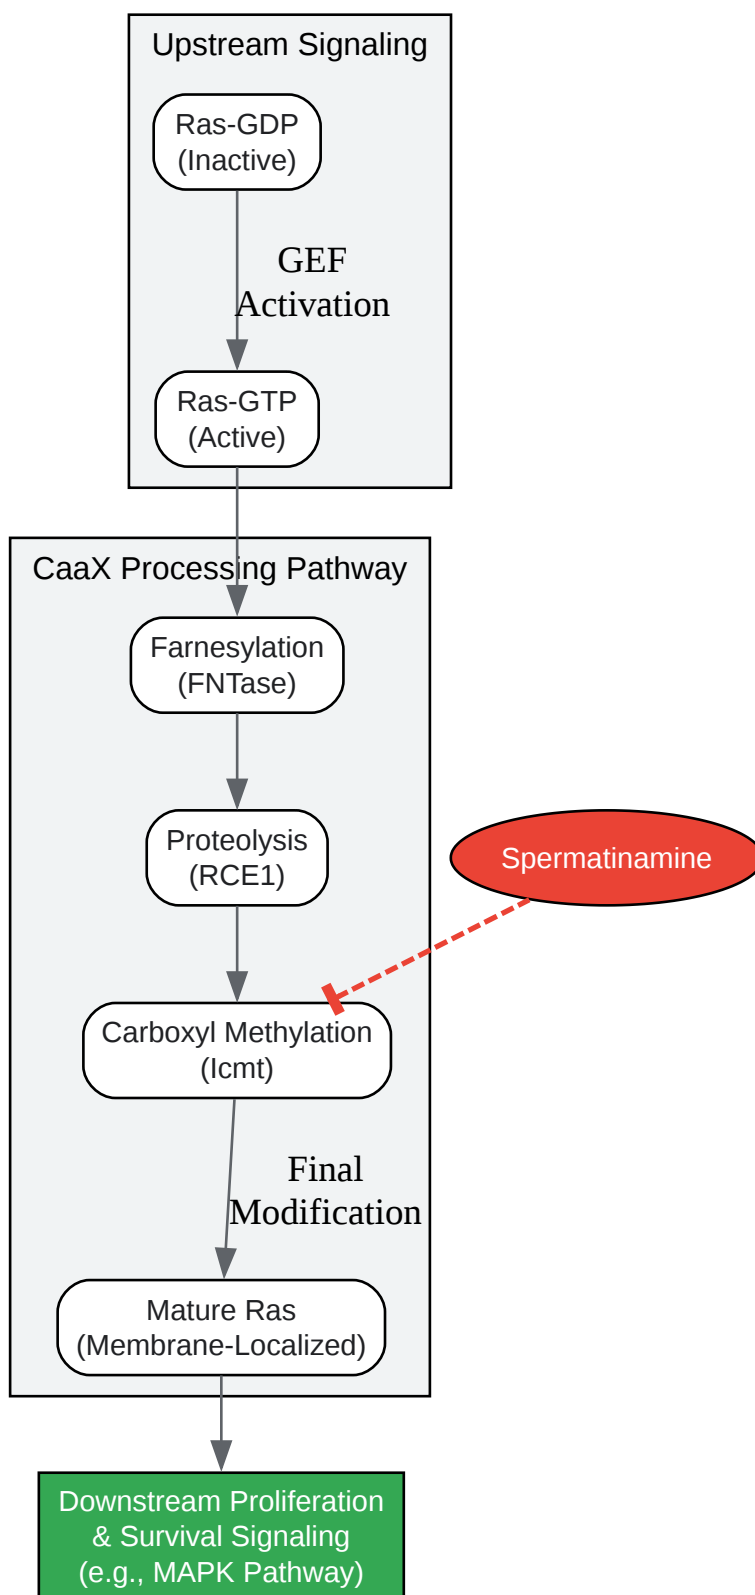 Upstream Signaling
Ras-GDP
(Inactive)
GEF
Activation
Ras-GTP
(Active)
CaaX Processing Pathway
Farnesylation
(FNTase)
Proteolysis
(RCE1)
Spermatinamine
Carboxyl Methylation
(Icmt)
Final
Modification
Mature Ras
(Membrane-Localized)
Downstream Proliferation
& Survival Signaling
(e.g., MAPK Pathway)